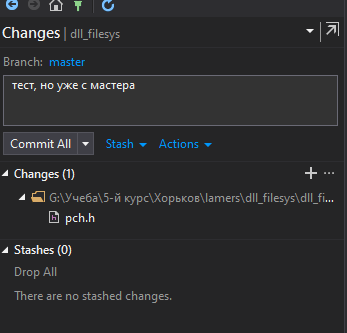 Changes | dll_filesys
Branch: master
тест, но уже с мастера
Commit All Stash Actions
Changes (1)
G:\Учеба\5-й курс\Хорьков\lamers\dll_filesys\dll_fi...
pch.h
Stashes (0)
Drop All
There are no stashed changes.